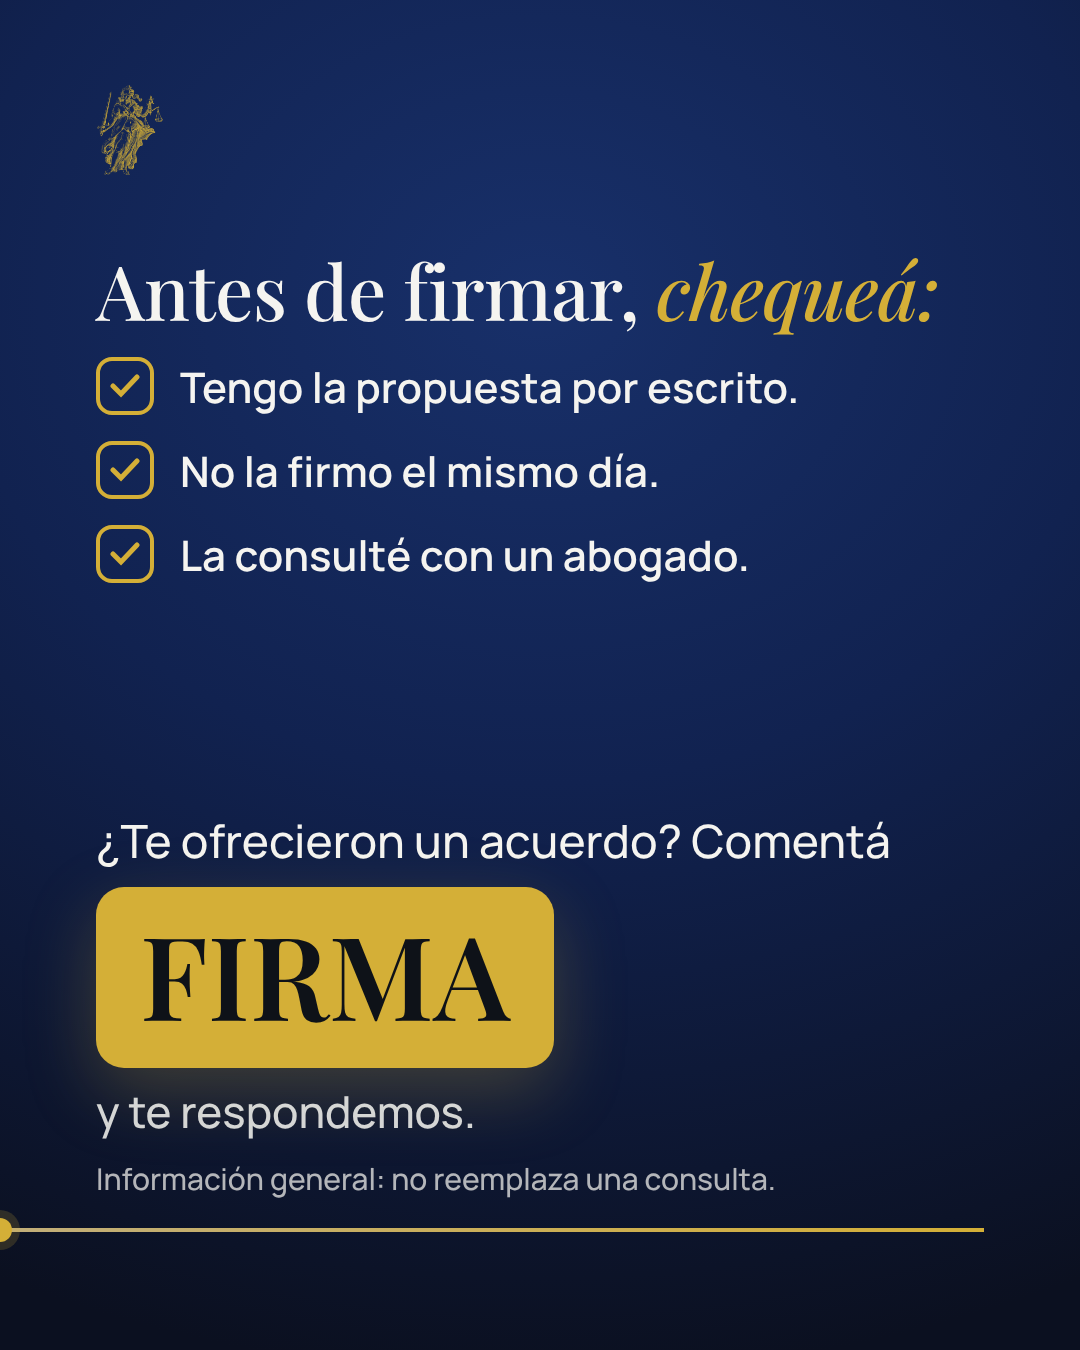 Antes de firmar, chequeá:
Tengo la propuesta por escrito.
No la firmo el mismo día.
La consulté con un abogado.
¿Te ofrecieron un acuerdo? Comentá
FIRMA
y te respondemos.
Información general: no reemplaza una consulta.